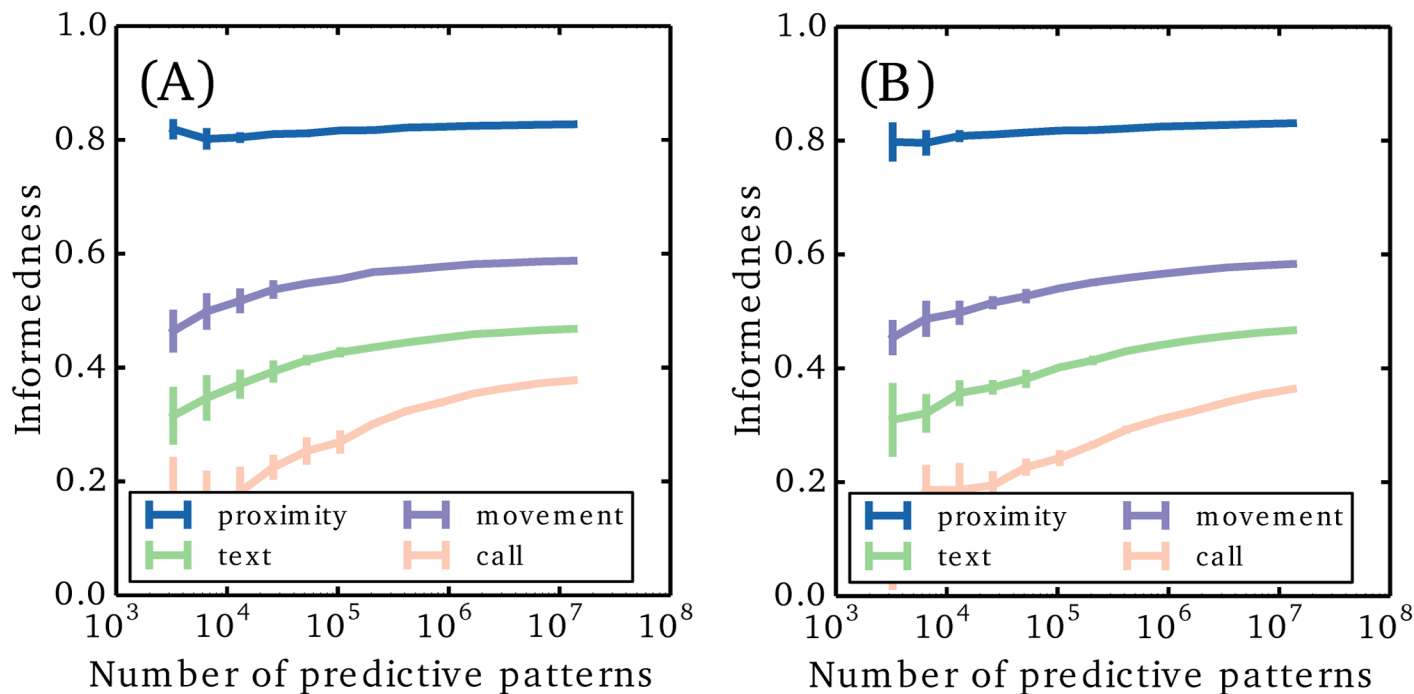 (A)
Informedness
1.0
0.8
0.6
0.4
0.2
0.0
proximity
movement
text
call
10³ 10⁴ 10⁵ 10⁶ 10⁷ 10⁸
Number of predictive patterns
(B)
Informedness
1.0
0.8
0.6
0.4
0.2
0.0
proximity
movement
text
call
10³ 10⁴ 10⁵ 10⁶ 10⁷ 10⁸
Number of predictive patterns